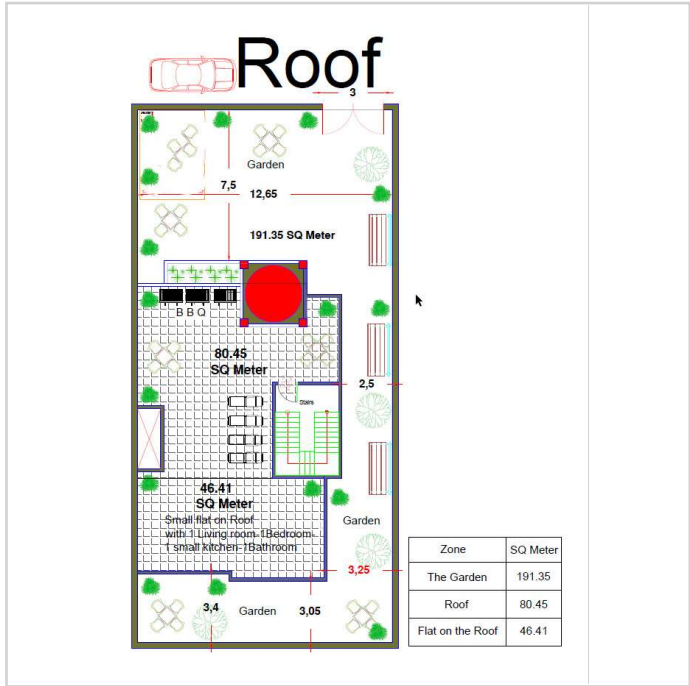 Roof
3
Garden
7,5
12,65
191.35 SQ Meter
B B Q
80.45
SQ Meter
2,5
Stairs
46.41
SQ Meter
Small flat on Roof
with 1 Living room-1Bedroom-
1 small kitchen-1Bathroom
Garden
3,25
3,4
Garden
3,05
Zone SQ Meter
The Garden 191.35
Roof 80.45
Flat on the Roof 46.41